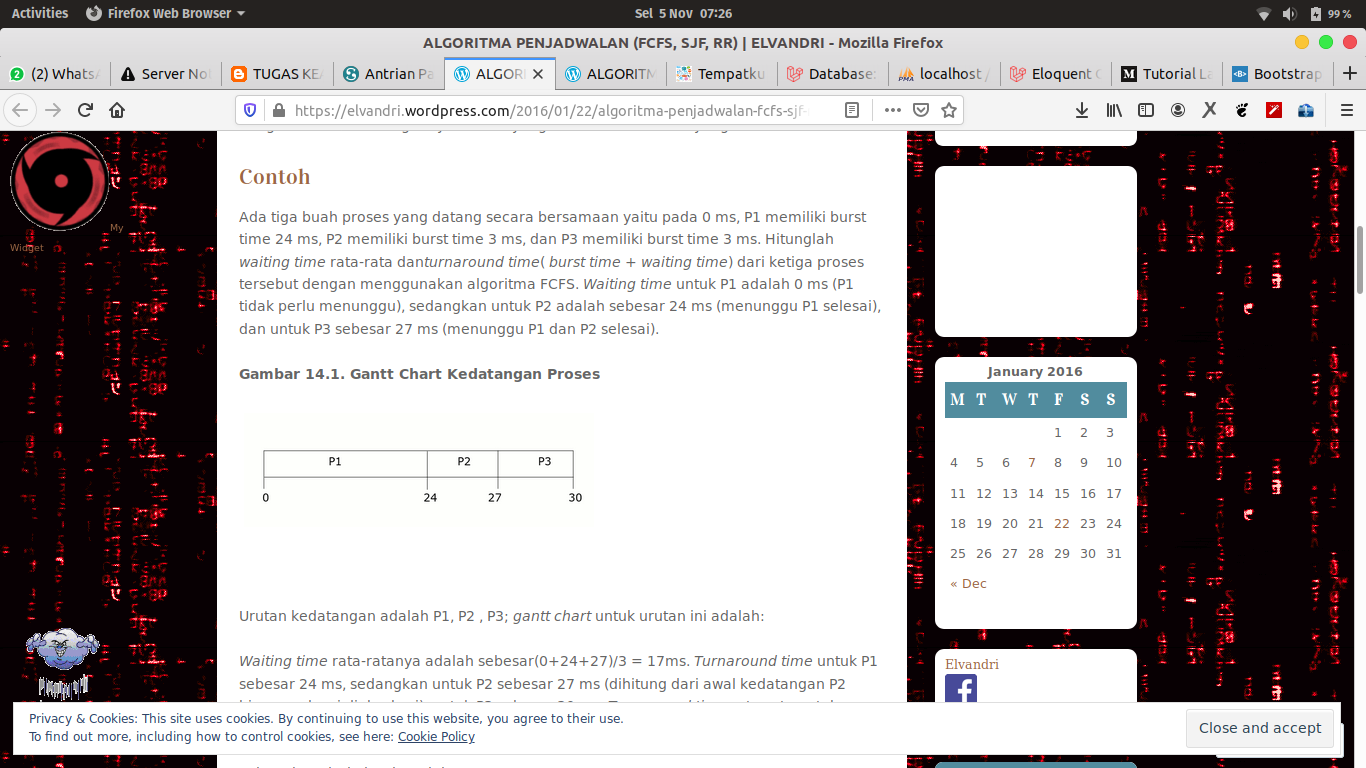 Activities
Firefox Web Browser
Sel 5 Nov 07:26
99 %
ALGORITMA PENJADWALAN (FCFS, SJF, RR) | ELVANDRI - Mozilla Firefox
(2) WhatsA
Server No
TUGAS KEA
Antrian Pa
ALGOR
ALGORITM
Tempatku
Database:
localhost /
Eloquent
Tutorial La
Bootstrap
https://elvandri.wordpress.com/2016/01/22/algoritma-penjadwalan-fcfs-sjf-
My
Widget
Contoh
Ada tiga buah proses yang datang secara bersamaan yaitu pada 0 ms, P1 memiliki burst
time 24 ms, P2 memiliki burst time 3 ms, dan P3 memiliki burst time 3 ms. Hitunglah
waiting time rata-rata danturnaround time( burst time + waiting time) dari ketiga proses
tersebut dengan menggunakan algoritma FCFS. Waiting time untuk P1 adalah 0 ms (P1
tidak perlu menunggu), sedangkan untuk P2 adalah sebesar 24 ms (menunggu P1 selesai),
dan untuk P3 sebesar 27 ms (menunggu P1 dan P2 selesai).
Gambar 14.1. Gantt Chart Kedatangan Proses
P1 P2 P3
0 24 27 30
Urutan kedatangan adalah P1, P2 , P3; gantt chart untuk urutan ini adalah:
Waiting time rata-ratanya adalah sebesar(0+24+27)/3 = 17ms. Turnaround time untuk P1
sebesar 24 ms, sedangkan untuk P2 sebesar 27 ms (dihitung dari awal kedatangan P2
January 2016
M T W T F S S
1 2 3
4 5 6 7 8 9 10
11 12 13 14 15 16 17
18 19 20 21 22 23 24
25 26 27 28 29 30 31
« Dec
Elvandri
Privacy & Cookies: This site uses cookies. By continuing to use this website, you agree to their use.
To find out more, including how to control cookies, see here: Cookie Policy
Close and accept